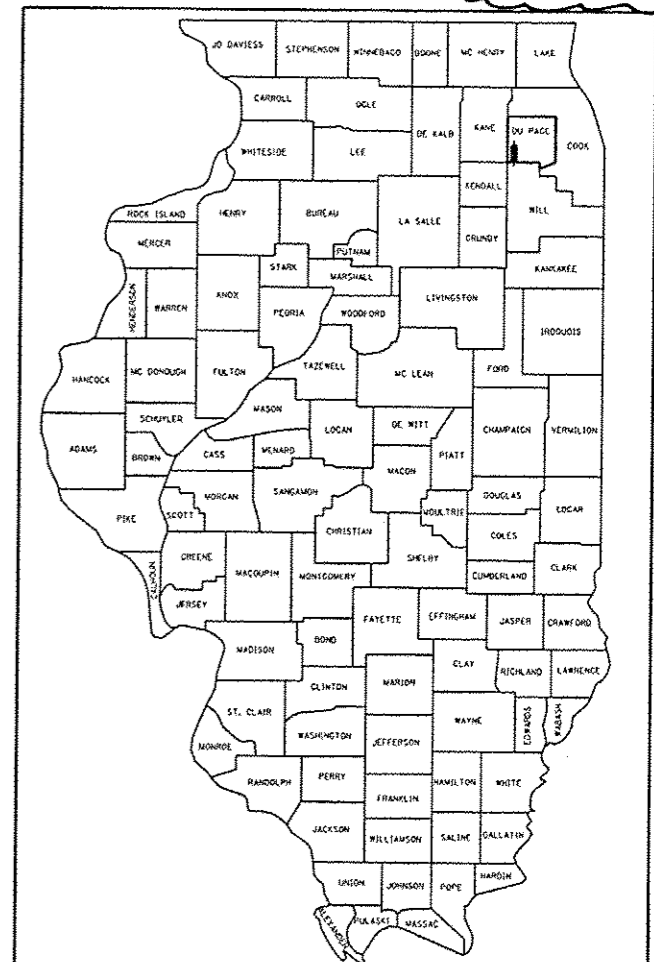 JO DAVIESS STEPHENSON WINNEBAGO BOONE MC HENRY LAKE
CARROLL OGLE
DE KALB KANE DU PAGE COOK
WHITESIDE LEE
KENDALL
ROCK ISLAND HENRY BUREAU LA SALLE WILL
GRUNDY
MERCER PUTNAM
STARK MARSHALL KANKAKEE
HENDERSON WARREN KNOX PEORIA WOODFORD LIVINGSTON
IROQUOIS
HANCOCK MC DONOUGH FULTON TAZEWELL MC LEAN FORD
SCHUYLER MASON
LOGAN DE WITT CHAMPAIGN VERMILION
ADAMS BROWN CASS MENARD PIATT
MACON
PIKE SCOTT MORGAN SANGAMON DOUGLAS EDGAR
MOULTRIE
CHRISTIAN COLES
CALHOUN GREENE MACOUPIN MONTGOMERY SHELBY CUMBERLAND CLARK
JERSEY
FAYETTE EFFINGHAM JASPER CRAWFORD
BOND
MADISON CLAY RICHLAND LAWRENCE
CLINTON MARION
ST. CLAIR WAYNE EDWARDS WABASH
WASHINGTON JEFFERSON
MONROE
RANDOLPH PERRY HAMILTON WHITE
FRANKLIN
JACKSON WILLIAMSON SALINE GALLATIN
UNION JOHNSON POPE HARDIN
ALEXANDER PULASKI MASSAC